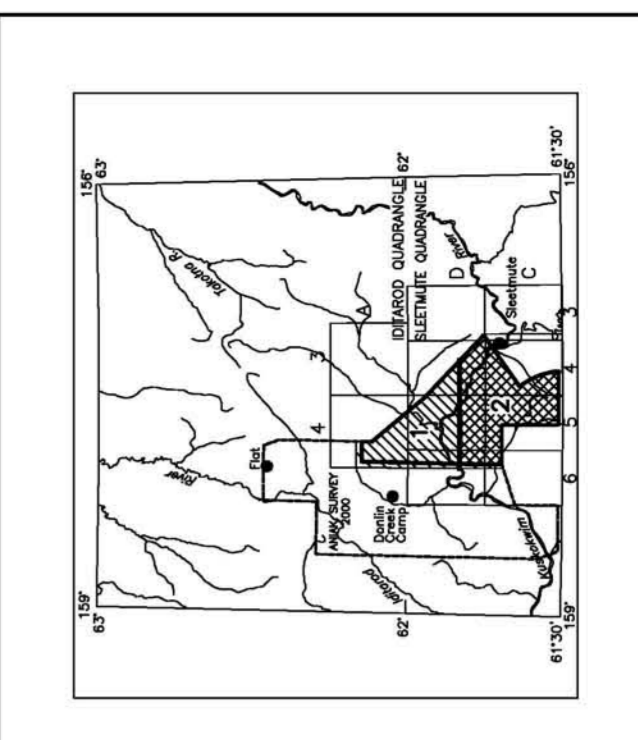 63°
156°
62°
61°30'
156°
Takotna R.
IDITAROD QUADRANGLE
SLEETMUTE QUADRANGLE
River
A
D
C
Sleetmute
3
3
4
4
5
6
1
2
Flat
River
ANIAK SURVEY
2000
Donlin
Creek
Camp
Iditarod
Kuskokwim
63°
159°
62°
61°30'
159°